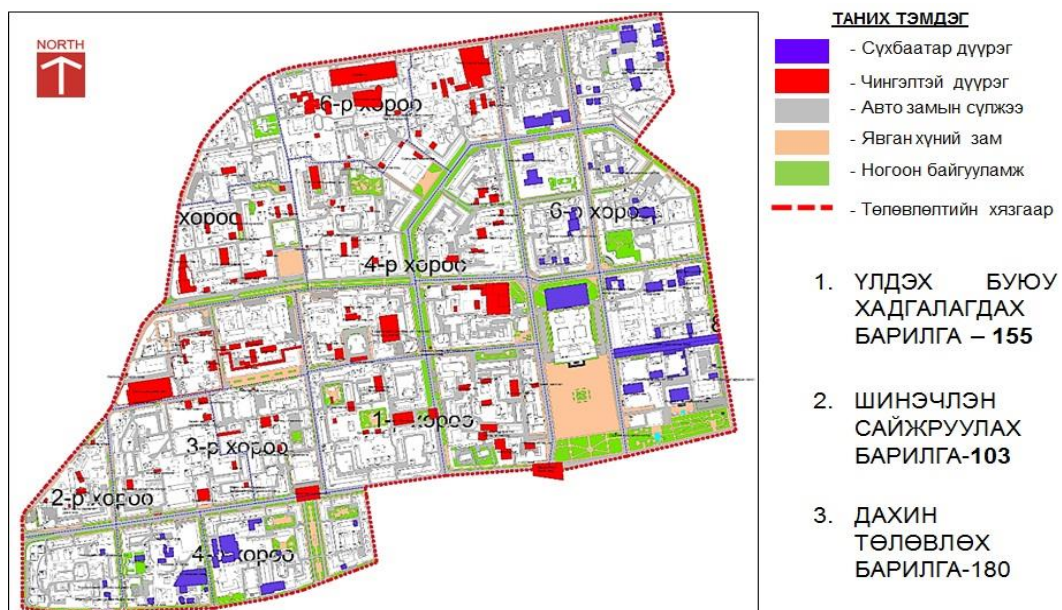 NORTH
ТАНИХ ТЭМДЭГ
- Сүхбаатар дүүрэг
- Чингэлтэй дүүрэг
- Авто замын сүлжээ
- Явган хүний зам
- Ногоон байгууламж
- Төлөвлөлтийн хязгаар
6-р хороо
хороо
6-р хороо
4-р хороо
1-р хороо
3-р хороо
2-р хороо
4-р хороо
1. ҮЛДЭХ БУЮУ
ХАДГАЛАГДАХ
БАРИЛГА – 155
2. ШИНЭЧЛЭН
САЙЖРУУЛАХ
БАРИЛГА-103
3. ДАХИН
ТӨЛӨВЛӨХ
БАРИЛГА-180